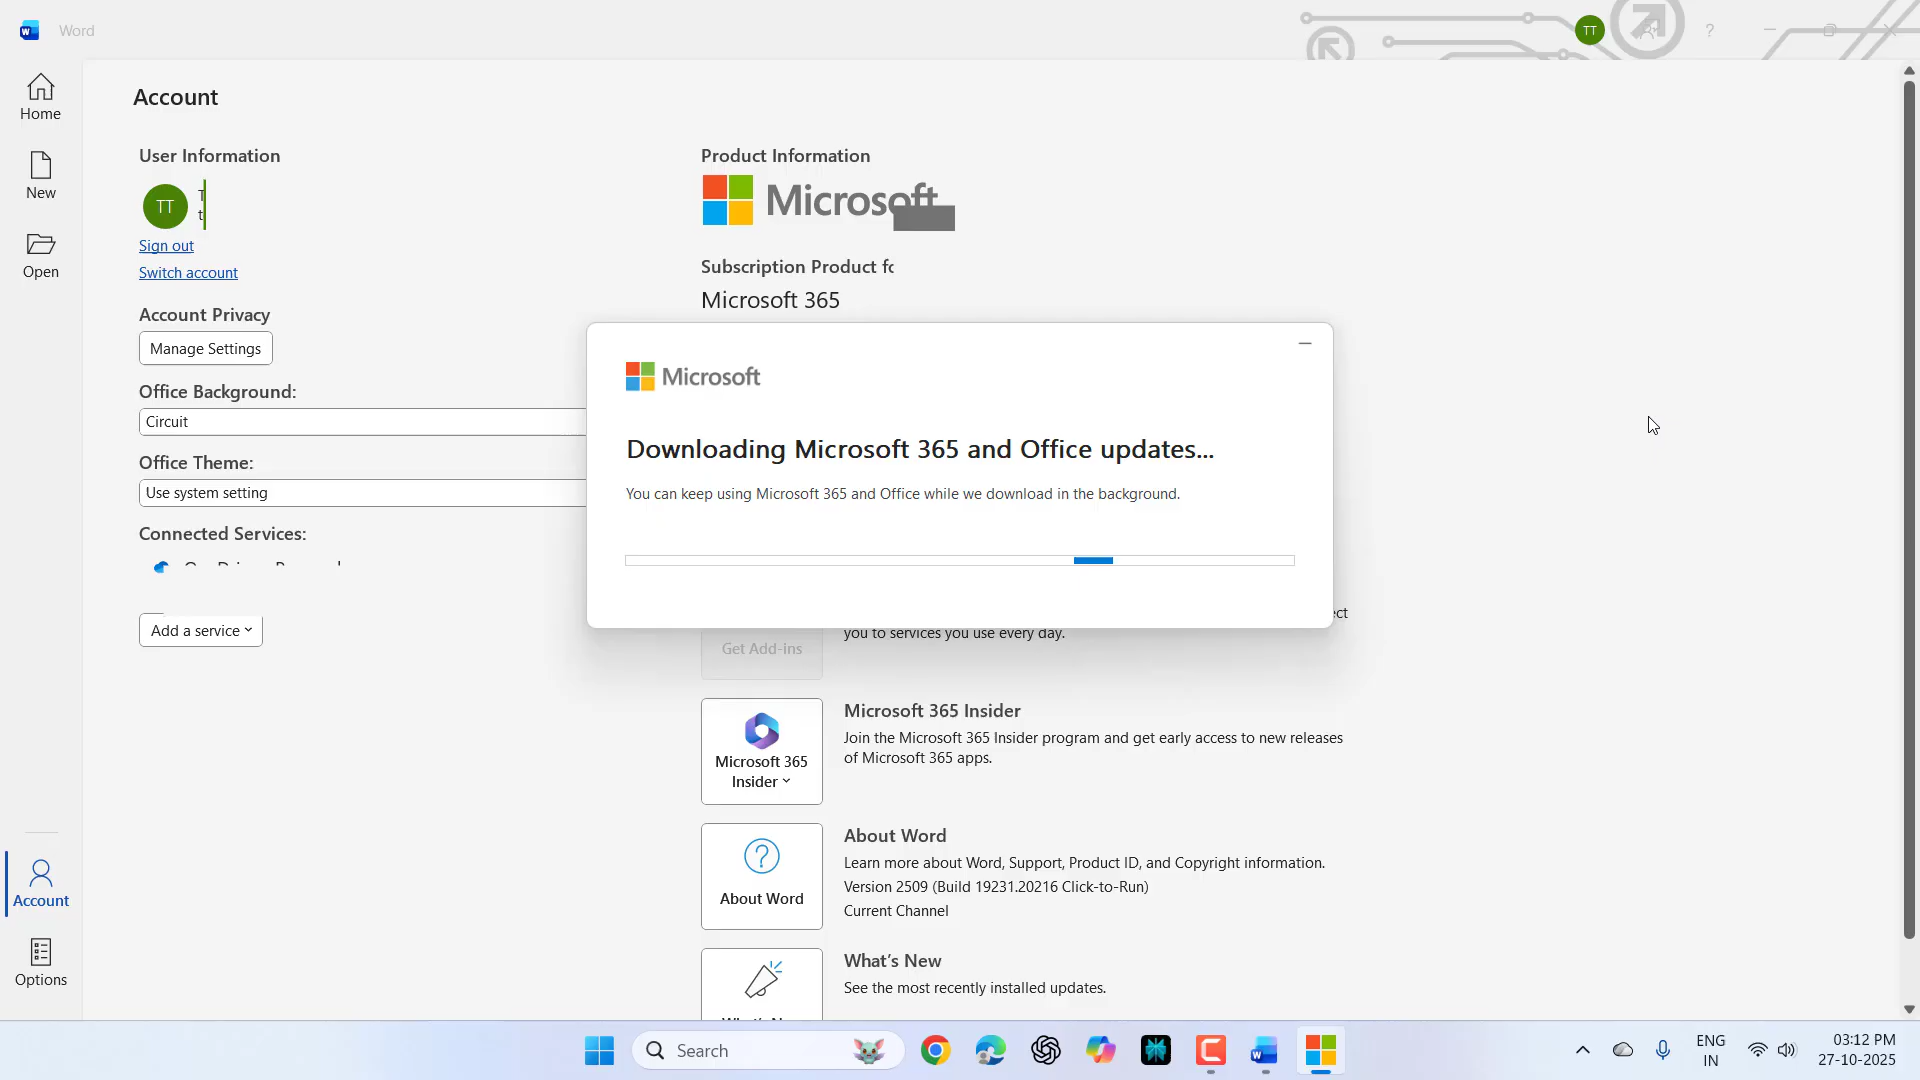 Word
TT
Home
New
Open
Account
Options
Account
User Information
TT
Sign out
Switch account
Account Privacy
Manage Settings
Office Background:
Circuit
Office Theme:
Use system setting
Connected Services:
Add a service
Product Information
Microsoft
Subscription Product fo
Microsoft 365
Microsoft
Downloading Microsoft 365 and Office updates...
You can keep using Microsoft 365 and Office while we download in the background.
ect
you to services you use every day.
Get Add-ins
Microsoft 365
Insider
Microsoft 365 Insider
Join the Microsoft 365 Insider program and get early access to new releases
of Microsoft 365 apps.
About Word
About Word
Learn more about Word, Support, Product ID, and Copyright information.
Version 2509 (Build 19231.20216 Click-to-Run)
Current Channel
What's New
See the most recently installed updates.
Search
ENG
IN
03:12 PM
27-10-2025